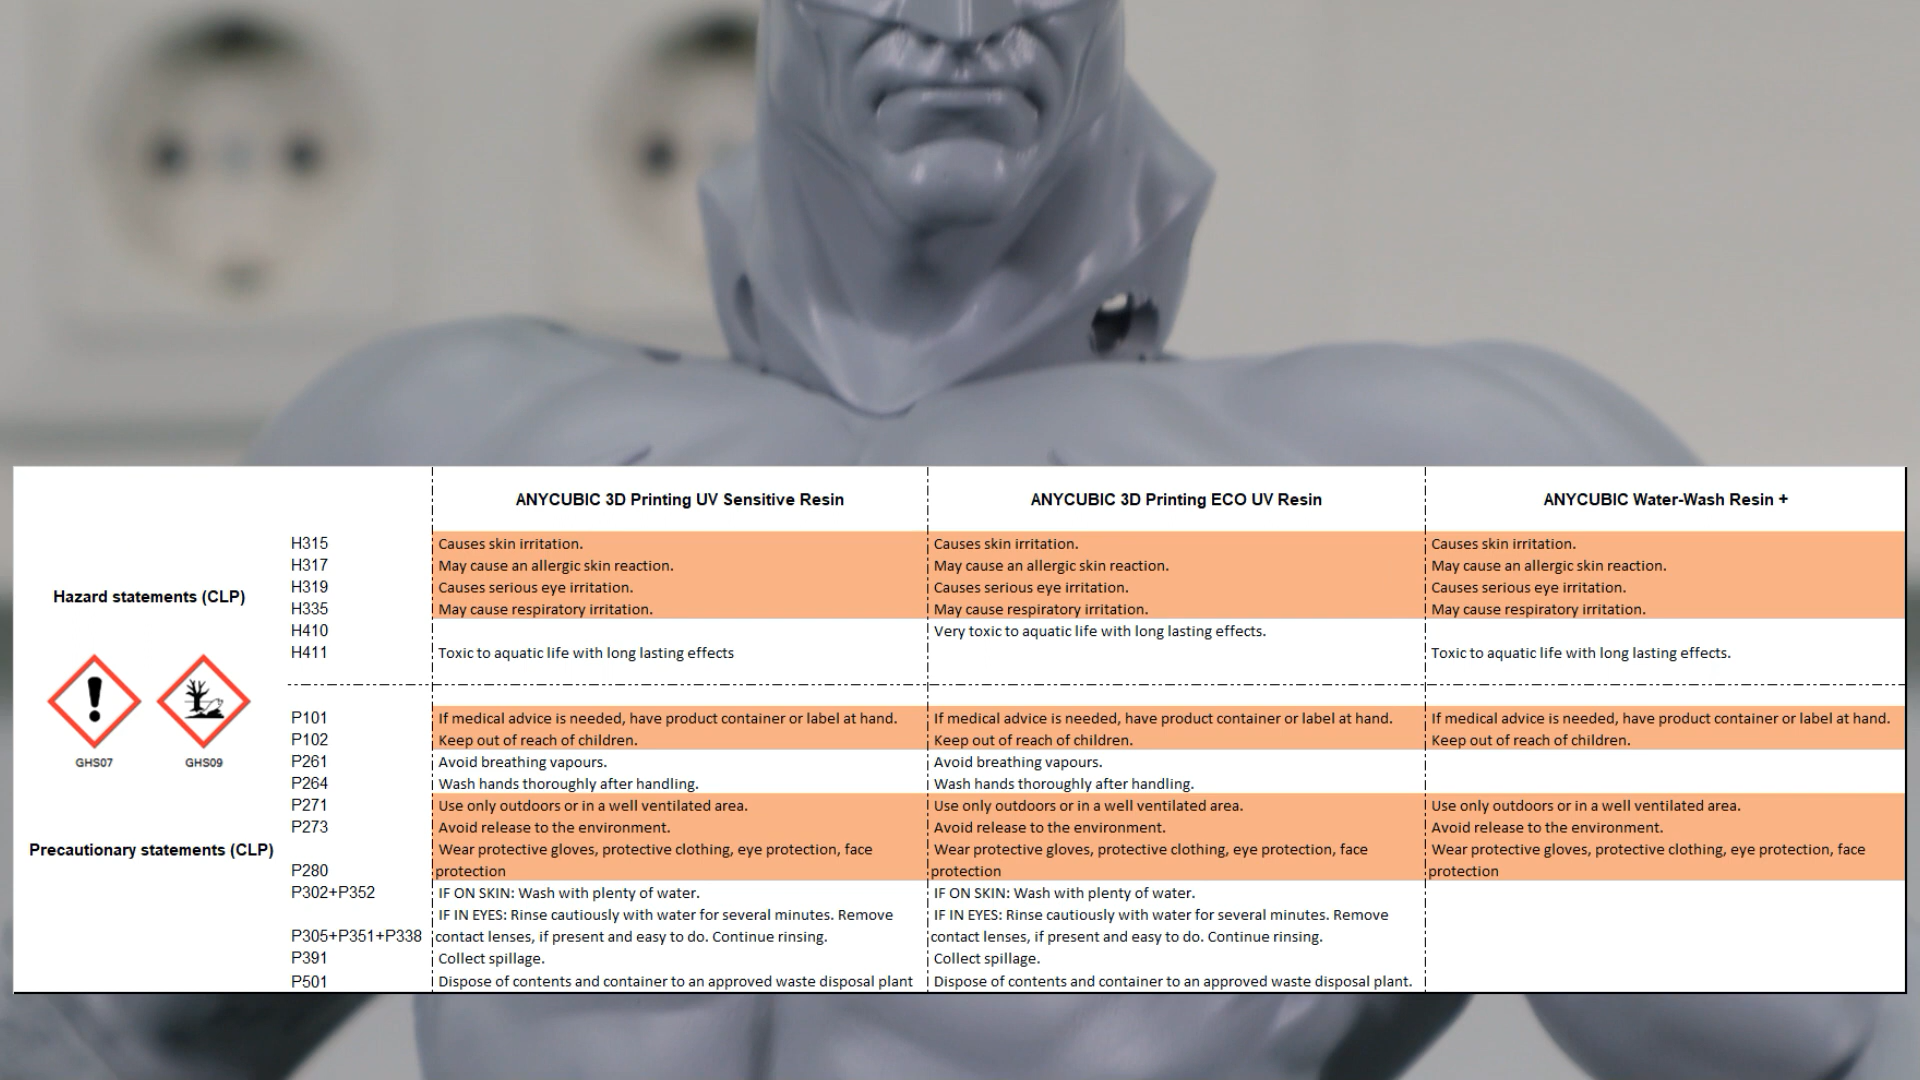 ANYCUBIC 3D Printing UV Sensitive Resin ANYCUBIC 3D Printing ECO UV Resin ANYCUBIC Water-Wash Resin +
Hazard statements (CLP)
H315 Causes skin irritation. Causes skin irritation. Causes skin irritation.
H317 May cause an allergic skin reaction. May cause an allergic skin reaction. May cause an allergic skin reaction.
H319 Causes serious eye irritation. Causes serious eye irritation. Causes serious eye irritation.
H335 May cause respiratory irritation. May cause respiratory irritation. May cause respiratory irritation.
H410 Very toxic to aquatic life with long lasting effects.
H411 Toxic to aquatic life with long lasting effects Toxic to aquatic life with long lasting effects.
GHS07 GHS09
Precautionary statements (CLP)
P101 If medical advice is needed, have product container or label at hand. If medical advice is needed, have product container or label at hand. If medical advice is needed, have product container or label at hand.
P102 Keep out of reach of children. Keep out of reach of children. Keep out of reach of children.
P261 Avoid breathing vapours. Avoid breathing vapours.
P264 Wash hands thoroughly after handling. Wash hands thoroughly after handling.
P271 Use only outdoors or in a well ventilated area. Use only outdoors or in a well ventilated area. Use only outdoors or in a well ventilated area.
P273 Avoid release to the environment. Avoid release to the environment. Avoid release to the environment.
Wear protective gloves, protective clothing, eye protection, face Wear protective gloves, protective clothing, eye protection, face Wear protective gloves, protective clothing, eye protection, face
P280 protection protection protection
P302+P352 IF ON SKIN: Wash with plenty of water. IF ON SKIN: Wash with plenty of water.
IF IN EYES: Rinse cautiously with water for several minutes. Remove IF IN EYES: Rinse cautiously with water for several minutes. Remove
P305+P351+P338 contact lenses, if present and easy to do. Continue rinsing. contact lenses, if present and easy to do. Continue rinsing.
P391 Collect spillage. Collect spillage.
P501 Dispose of contents and container to an approved waste disposal plant Dispose of contents and container to an approved waste disposal plant.